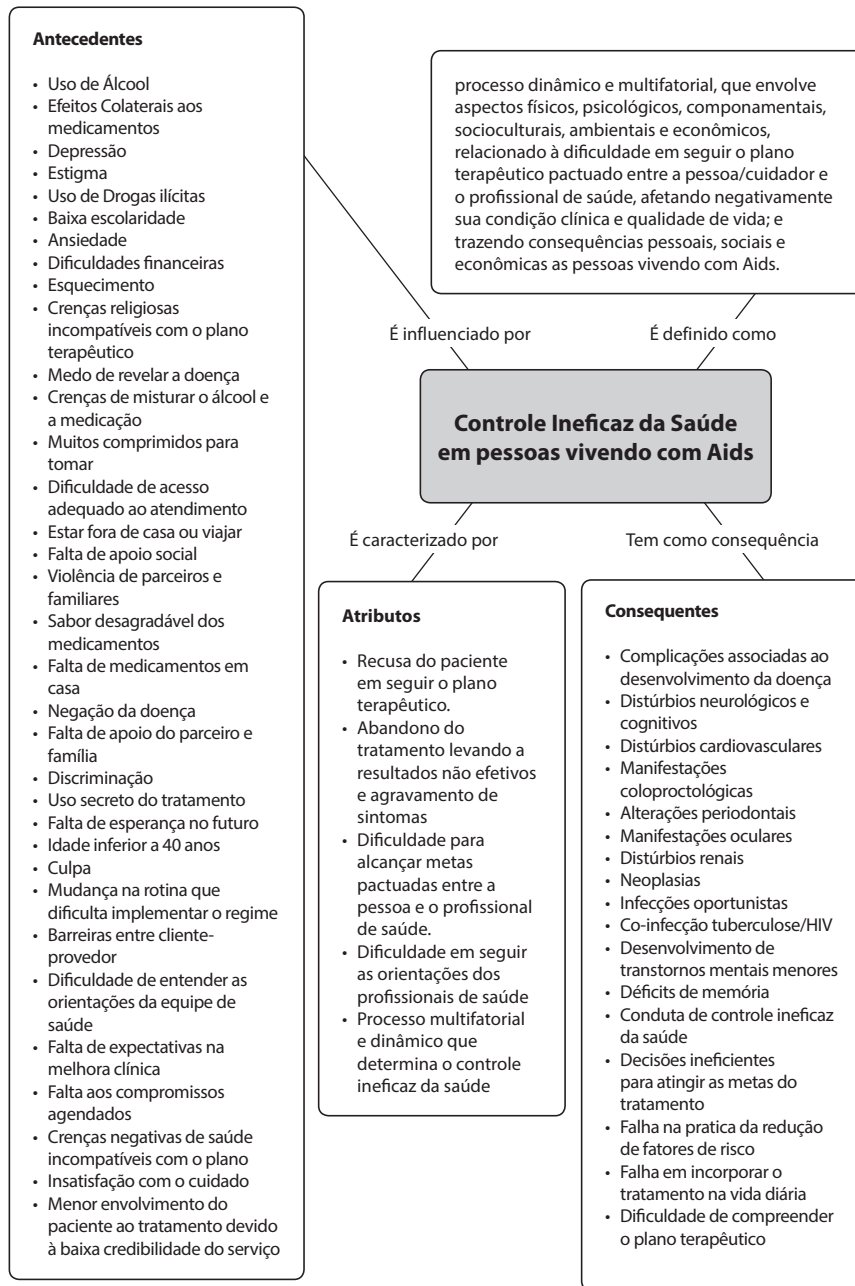 Antecedentes
• Uso de Álcool
• Efeitos Colaterais aos
medicamentos
• Depressão
• Estigma
• Uso de Drogas ilícitas
• Baixa escolaridade
• Ansiedade
• Dificuldades financeiras
• Esquecimento
• Crenças religiosas
incompatíveis com o plano
terapêutico
• Medo de revelar a doença
• Crenças de misturar o álcool e
a medicação
• Muitos comprimidos para
tomar
• Dificuldade de acesso
adequado ao atendimento
• Estar fora de casa ou viajar
• Falta de apoio social
• Violência de parceiros e
familiares
• Sabor desagradável dos
medicamentos
• Falta de medicamentos em
casa
• Negação da doença
• Falta de apoio do parceiro e
família
• Discriminação
• Uso secreto do tratamento
• Falta de esperança no futuro
• Idade inferior a 40 anos
• Culpa
• Mudança na rotina que
dificulta implementar o regime
• Barreiras entre cliente-
provedor
• Dificuldade de entender as
orientações da equipe de
saúde
• Falta de expectativas na
melhora clínica
• Falta aos compromissos
agendados
• Crenças negativas de saúde
incompatíveis com o plano
• Insatisfação com o cuidado
• Menor envolvimento do
paciente ao tratamento devido
à baixa credibilidade do serviço
processo dinâmico e multifatorial, que envolve
aspectos físicos, psicológicos, componamentais,
socioculturais, ambientais e econômicos,
relacionado à dificuldade em seguir o plano
terapêutico pactuado entre a pessoa/cuidador e
o profissional de saúde, afetando negativamente
sua condição clínica e qualidade de vida; e
trazendo consequências pessoais, sociais e
econômicas as pessoas vivendo com Aids.
É influenciado por
É definido como
Controle Ineficaz da Saúde
em pessoas vivendo com Aids
É caracterizado por
Tem como consequência
Atributos
• Recusa do paciente
em seguir o plano
terapêutico.
• Abandono do
tratamento levando a
resultados não efetivos
e agravamento de
sintomas
• Dificuldade para
alcançar metas
pactuadas entre a
pessoa e o profissional
de saúde.
• Dificuldade em seguir
as orientações dos
profissionais de saúde
• Processo multifatorial
e dinâmico que
determina o controle
ineficaz da saúde
Consequentes
• Complicações associadas ao
desenvolvimento da doença
• Distúrbios neurológicos e
cognitivos
• Distúrbios cardiovasculares
• Manifestações
coloproctológicas
• Alterações periodontais
• Manifestações oculares
• Distúrbios renais
• Neoplasias
• Infecções oportunistas
• Co-infecção tuberculose/HIV
• Desenvolvimento de
transtornos mentais menores
• Déficits de memória
• Conduta de controle ineficaz
da saúde
• Decisões ineficientes
para atingir as metas do
tratamento
• Falha na pratica da redução
de fatores de risco
• Falha em incorporar o
tratamento na vida diária
• Dificuldade de compreender
o plano terapêutico